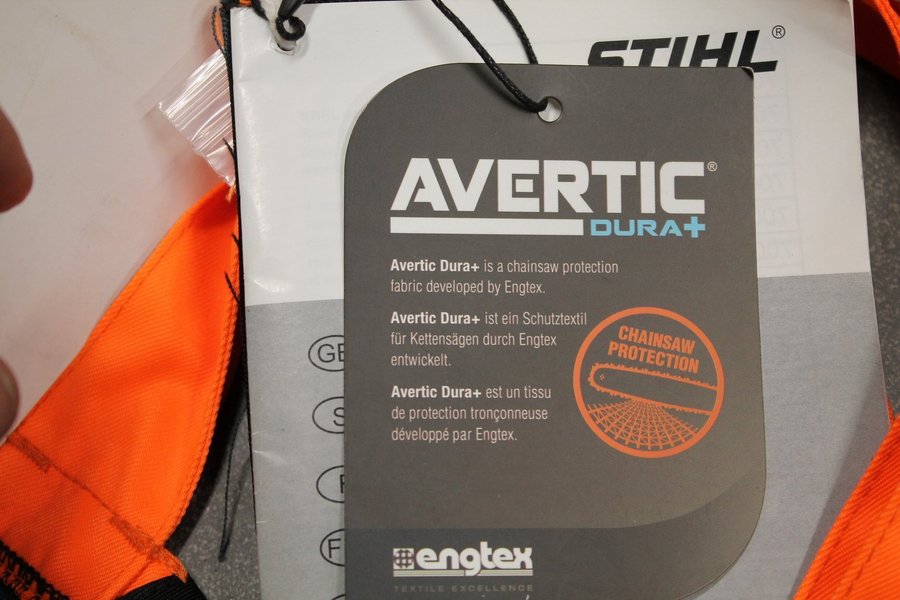 STIHL®
AVERTIC®
DURA+
Avertic Dura+ is a chainsaw protection
fabric developed by Engtex.
Avertic Dura+ ist ein Schutztextil
für Kettensägen durch Engtex
entwickelt.
Avertic Dura+ est un tissu
de protection tronçonneuse
développé par Engtex.
CHAINSAW
PROTECTION
GE
S
F
engtex
TEXTILE EXCELLENCE